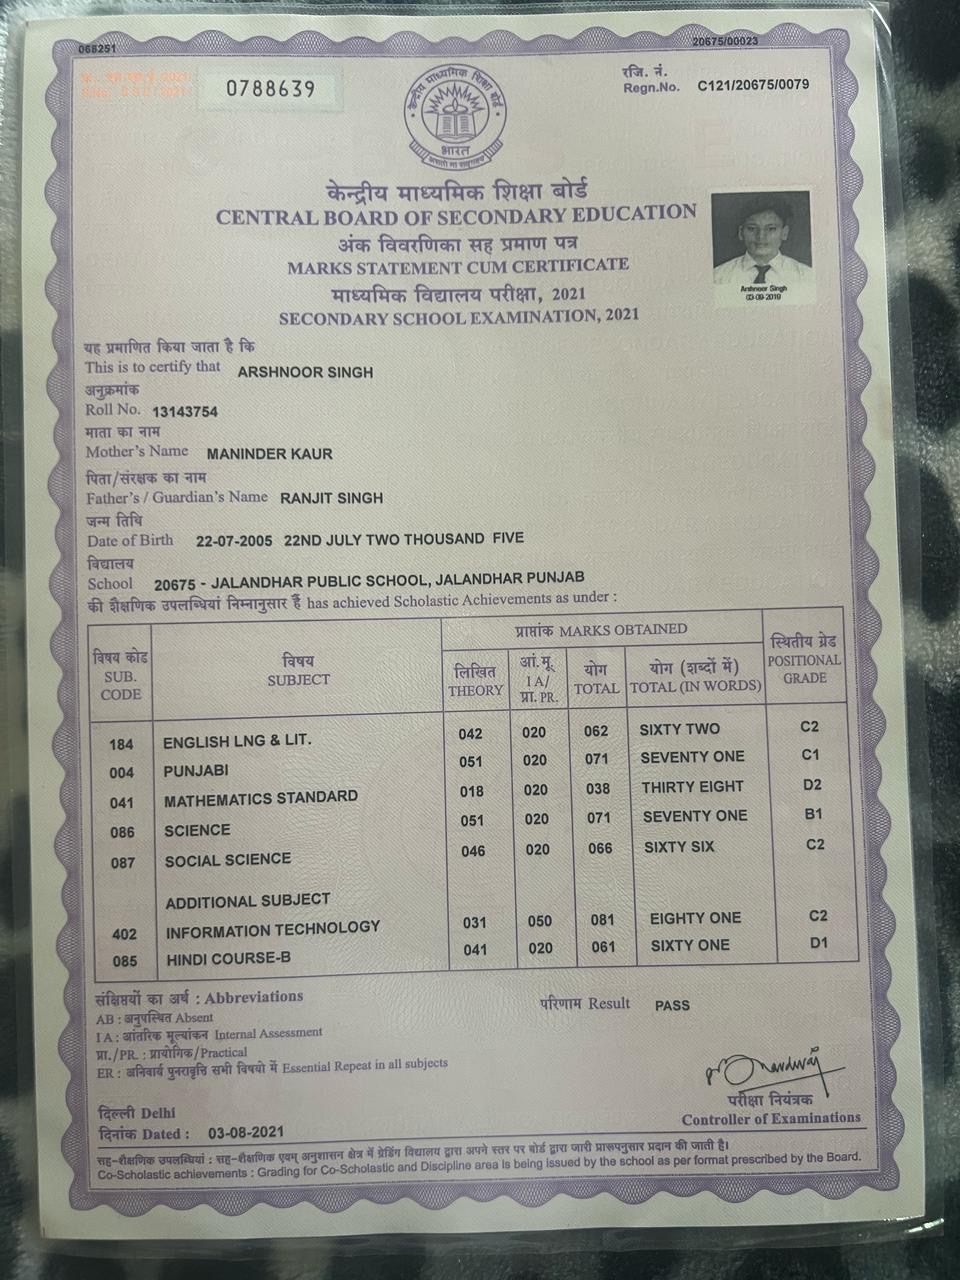 068251
20675/00023
0788639
रजि. नं.
Regn.No. C121/20675/0079
केन्द्रीय माध्यमिक शिक्षा बोर्ड
भारत
केन्द्रीय माध्यमिक शिक्षा बोर्ड
CENTRAL BOARD OF SECONDARY EDUCATION
अंक विवरणिका सह प्रमाण पत्र
MARKS STATEMENT CUM CERTIFICATE
माध्यमिक विद्यालय परीक्षा, 2021
SECONDARY SCHOOL EXAMINATION, 2021
Arshnoor Singh
03-09-2019
यह प्रमाणित किया जाता है कि
This is to certify that ARSHNOOR SINGH
अनुक्रमांक
Roll No. 13143754
माता का नाम
Mother's Name MANINDER KAUR
पिता/संरक्षक का नाम
Father's / Guardian's Name RANJIT SINGH
जन्म तिथि
Date of Birth 22-07-2005 22ND JULY TWO THOUSAND FIVE
विद्यालय
School 20675 - JALANDHAR PUBLIC SCHOOL, JALANDHAR PUNJAB
की शैक्षणिक उपलब्धियां निम्नानुसार हैं has achieved Scholastic Achievements as under :
विषय कोड
SUB.
CODE
विषय
SUBJECT
प्राप्तांक MARKS OBTAINED
लिखित
THEORY
आं.मू.
I A/
प्रा. PR.
योग
TOTAL
योग (शब्दों में)
TOTAL (IN WORDS)
स्थितीय ग्रेड
POSITIONAL
GRADE
184 ENGLISH LNG & LIT. 042 020 062 SIXTY TWO C2
004 PUNJABI 051 020 071 SEVENTY ONE C1
041 MATHEMATICS STANDARD 018 020 038 THIRTY EIGHT D2
086 SCIENCE 051 020 071 SEVENTY ONE B1
087 SOCIAL SCIENCE 046 020 066 SIXTY SIX C2
ADDITIONAL SUBJECT
402 INFORMATION TECHNOLOGY 031 050 081 EIGHTY ONE C2
085 HINDI COURSE-B 041 020 061 SIXTY ONE D1
संक्षिप्तियों का अर्थ : Abbreviations
AB : अनुपस्थित Absent
I A : आंतरिक मूल्यांकन Internal Assessment
प्रा./PR. : प्रायोगिक/Practical
ER : अनिवार्य पुनरावृत्ति सभी विषयो में Essential Repeat in all subjects
परिणाम Result PASS
परीक्षा नियंत्रक
Controller of Examinations
दिल्ली Delhi
दिनांक Dated : 03-08-2021
सह-शैक्षणिक उपलब्धियां : सह-शैक्षणिक एवम् अनुशासन क्षेत्र में ग्रेडिंग विद्यालय द्वारा अपने स्तर पर बोर्ड द्वारा जारी प्रारूपनुसार प्रदान की जाती है।
Co-Scholastic achievements : Grading for Co-Scholastic and Discipline area is being issued by the school as per format prescribed by the Board.